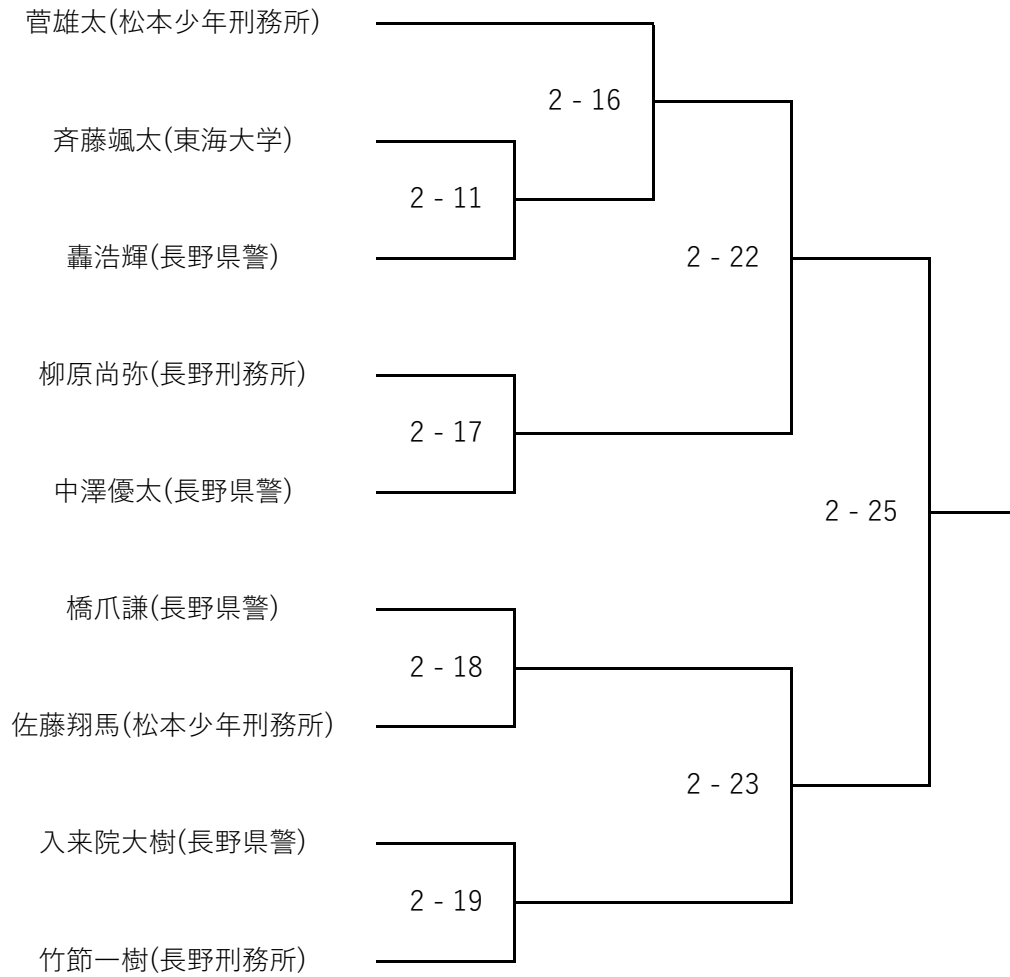 菅雄太(松本少年刑務所)
2 - 16
斉藤颯太(東海大学)
2 - 11
轟浩輝(長野県警)
2 - 22
柳原尚弥(長野刑務所)
2 - 17
中澤優太(長野県警)
2 - 25
橋爪謙(長野県警)
2 - 18
佐藤翔馬(松本少年刑務所)
2 - 23
入来院大樹(長野県警)
2 - 19
竹節一樹(長野刑務所)